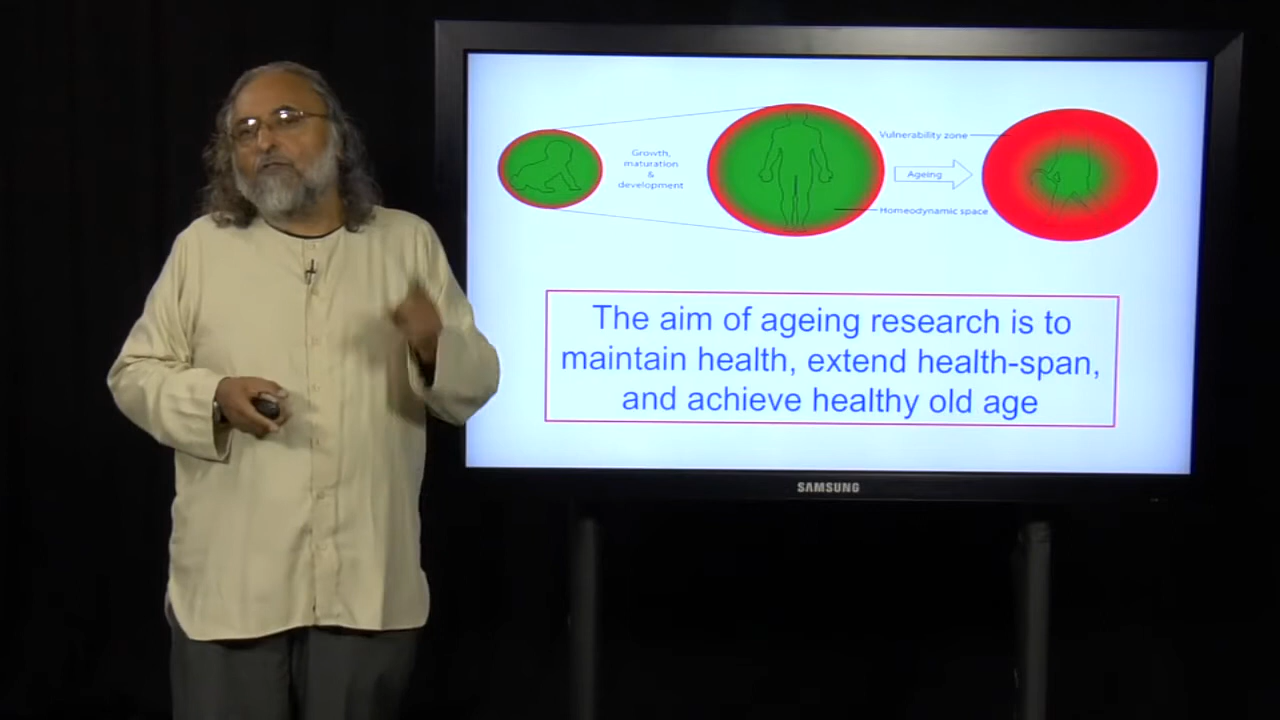 Growth,
maturation
&
development
Vulnerability zone
Ageing
Homeodynamic space
The aim of ageing research is to
maintain health, extend health-span,
and achieve healthy old age
SAMSUNG